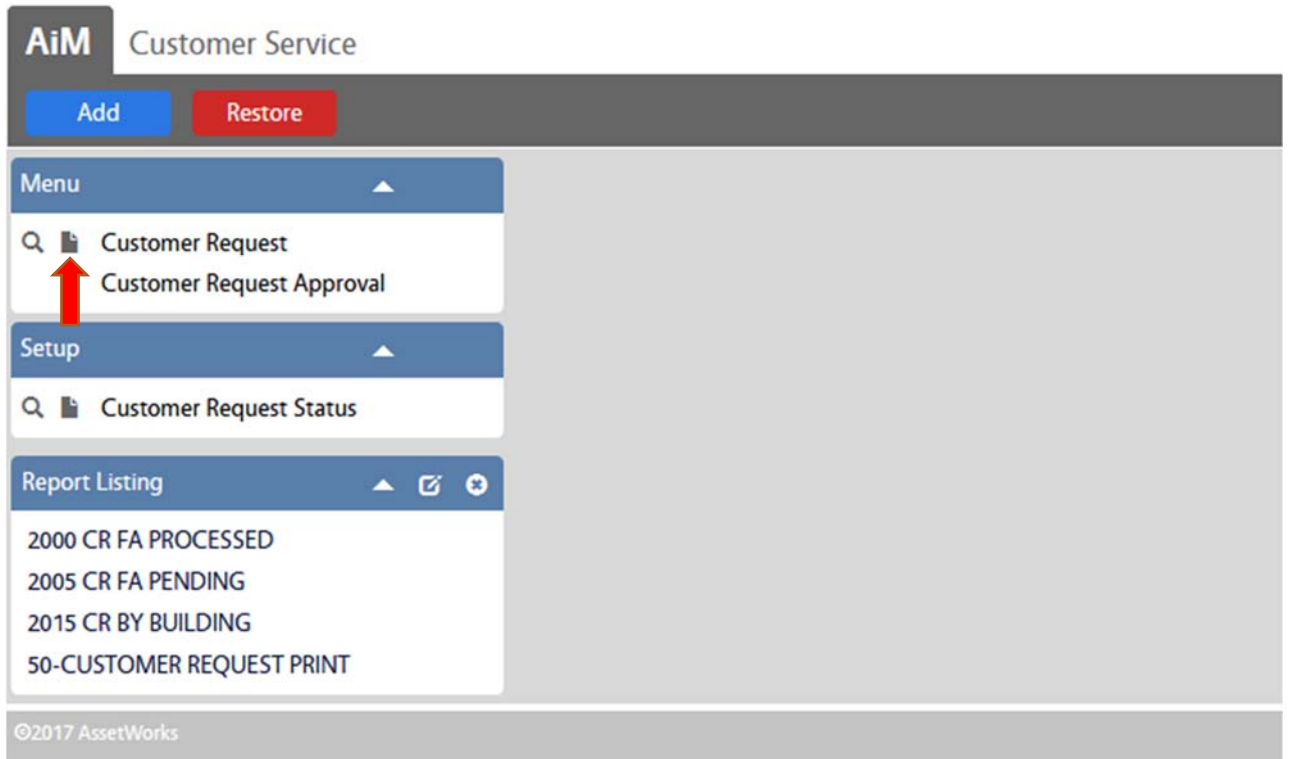 AiM Customer Service
Add Restore
Menu
Customer Request
Customer Request Approval
Setup
Customer Request Status
Report Listing
2000 CR FA PROCESSED
2005 CR FA PENDING
2015 CR BY BUILDING
50-CUSTOMER REQUEST PRINT
©2017 AssetWorks